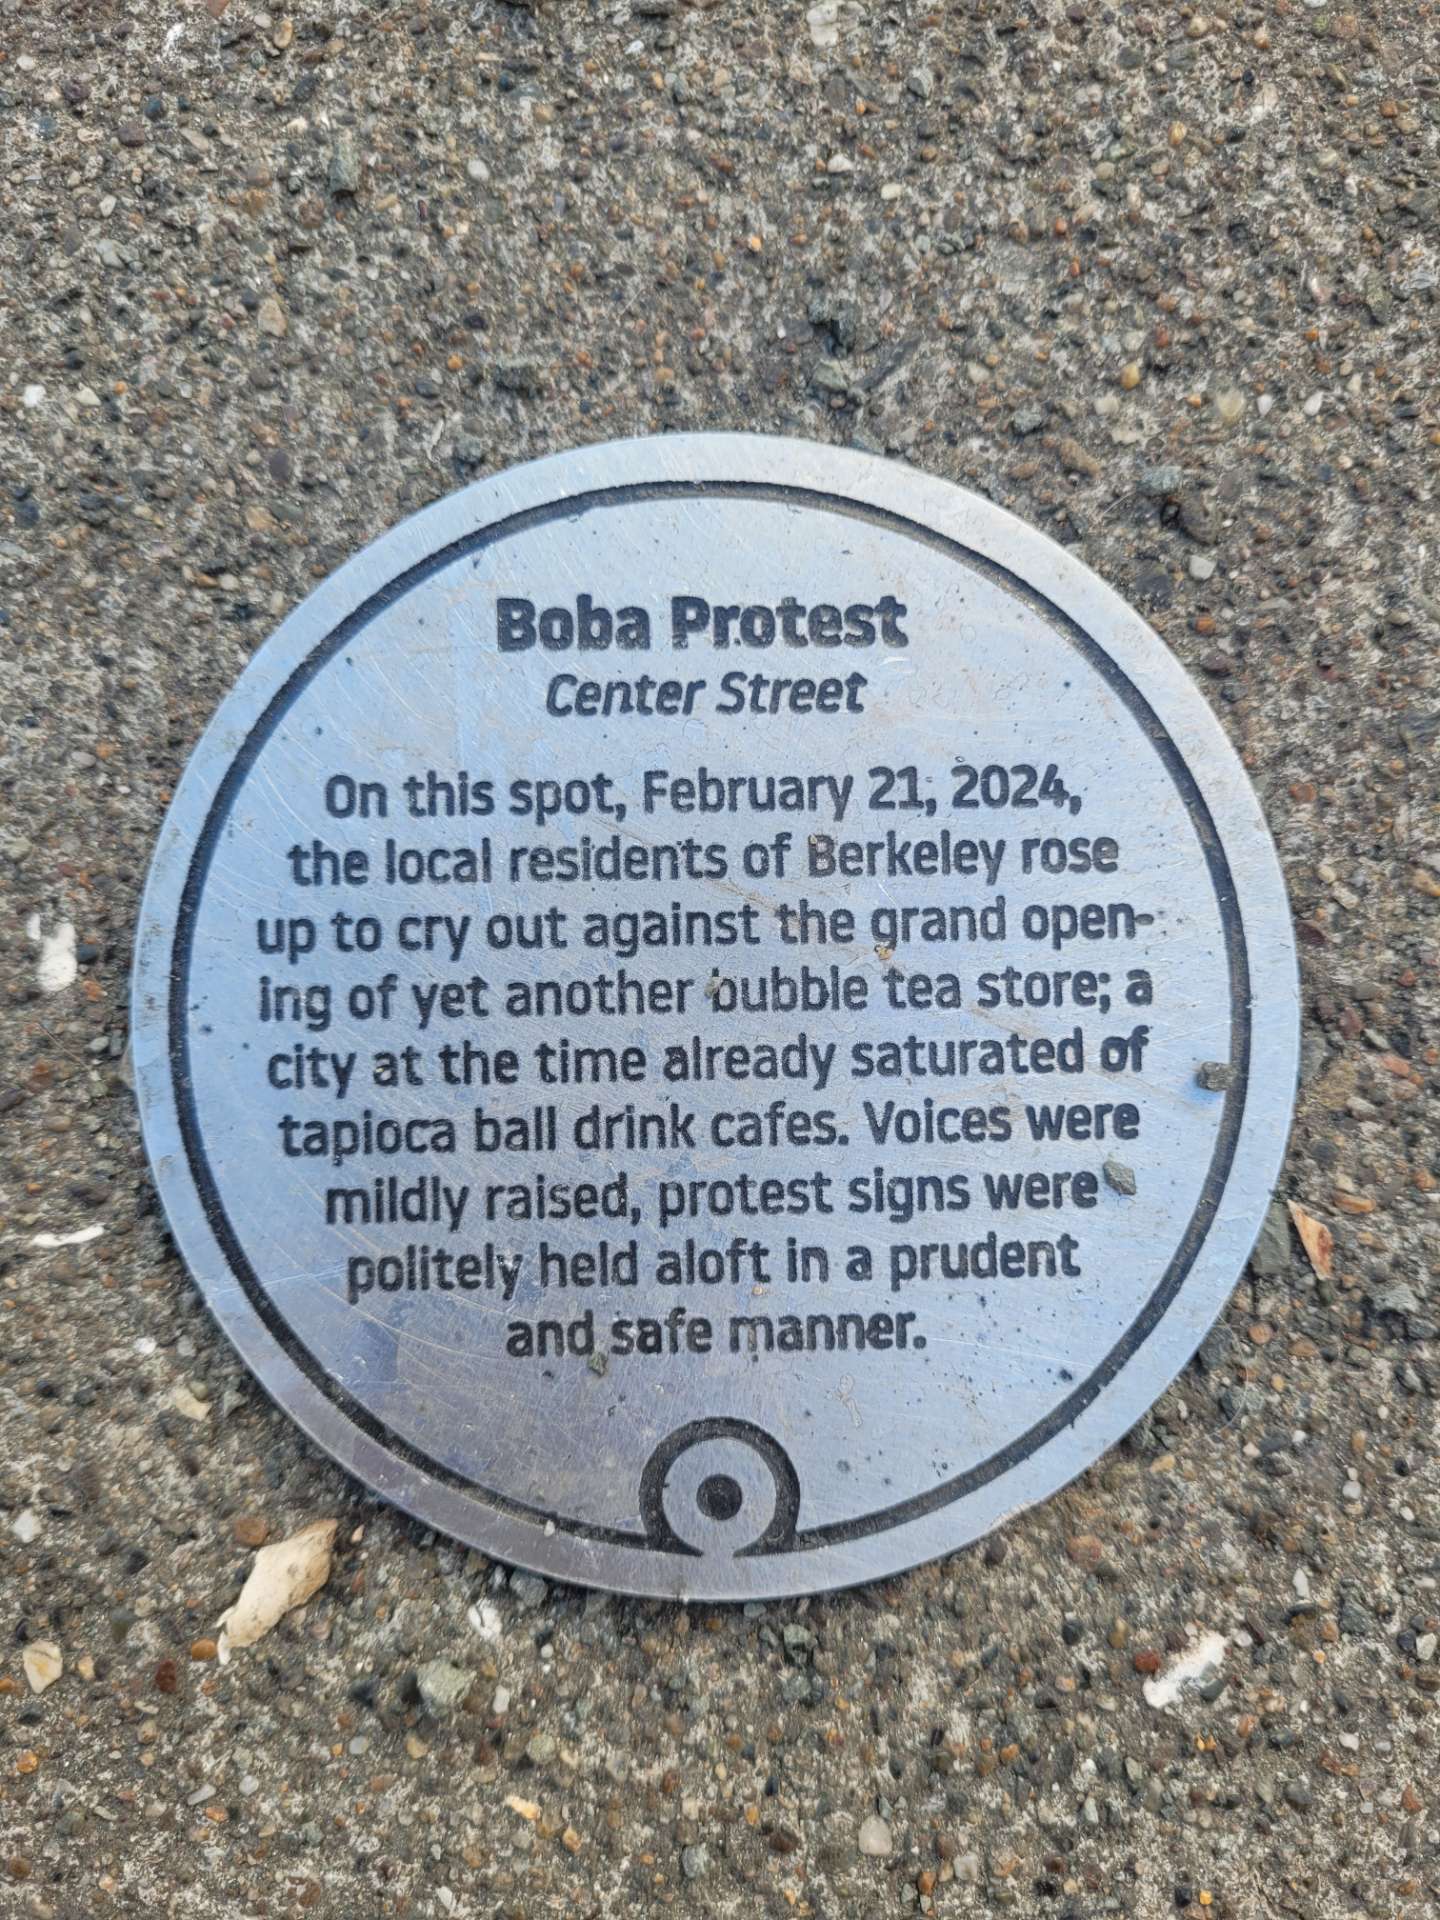 Boba Protest
Center Street
On this spot, February 21, 2024,
the local residents of Berkeley rose
up to cry out against the grand open-
ing of yet another bubble tea store; a
city at the time already saturated of
tapioca ball drink cafes. Voices were
mildly raised, protest signs were
politely held aloft in a prudent
and safe manner.